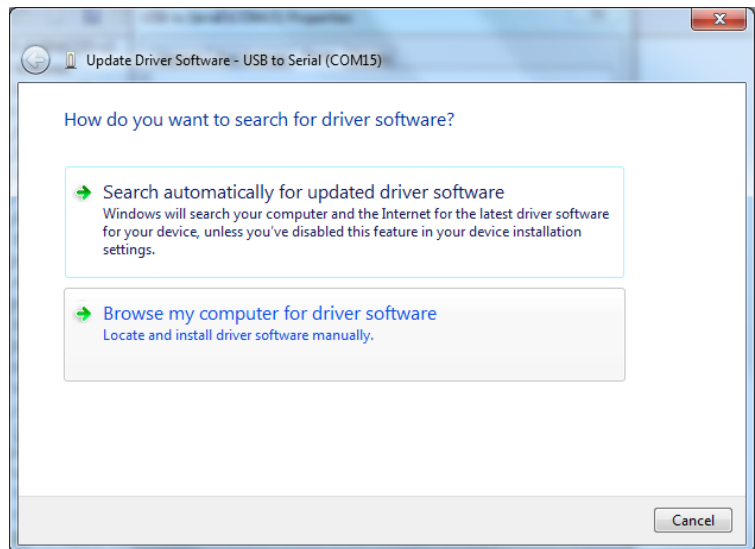 Update Driver Software - USB to Serial (COM15)
How do you want to search for driver software?
Search automatically for updated driver software
Windows will search your computer and the Internet for the latest driver software
for your device, unless you've disabled this feature in your device installation
settings.
Browse my computer for driver software
Locate and install driver software manually.
Cancel